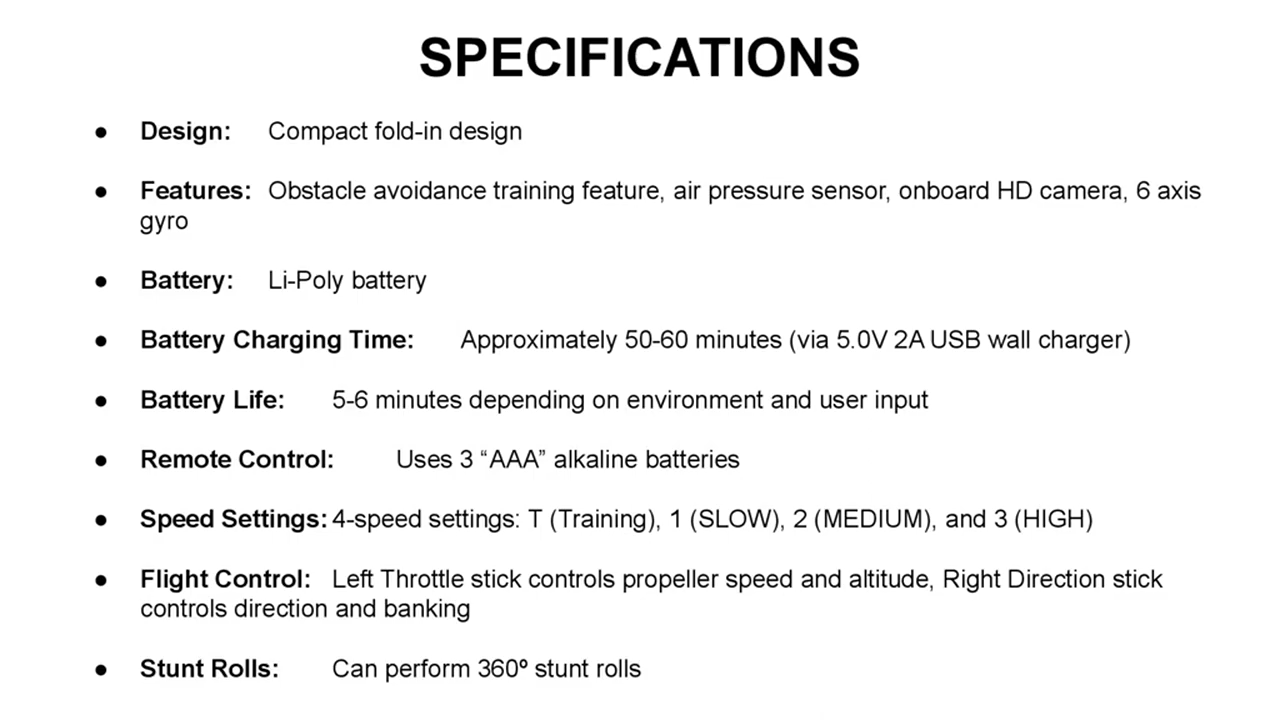 SPECIFICATIONS
● Design: Compact fold-in design
● Features: Obstacle avoidance training feature, air pressure sensor, onboard HD camera, 6 axis
gyro
● Battery: Li-Poly battery
● Battery Charging Time: Approximately 50-60 minutes (via 5.0V 2A USB wall charger)
● Battery Life: 5-6 minutes depending on environment and user input
● Remote Control: Uses 3 “AAA” alkaline batteries
● Speed Settings: 4-speed settings: T (Training), 1 (SLOW), 2 (MEDIUM), and 3 (HIGH)
● Flight Control: Left Throttle stick controls propeller speed and altitude, Right Direction stick
controls direction and banking
● Stunt Rolls: Can perform 360º stunt rolls